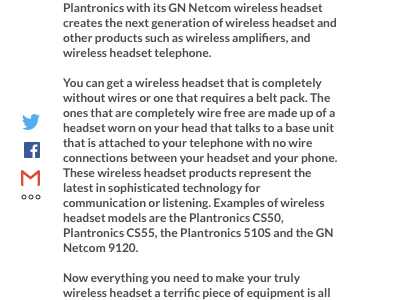 Plantronics with its GN Netcom wireless headset
creates the next generation of wireless headset and
other products such as wireless amplifiers, and
wireless headset telephone.
You can get a wireless headset that is completely
without wires or one that requires a belt pack. The
ones that are completely wire free are made up of a
headset worn on your head that talks to a base unit
that is attached to your telephone with no wire
connections between your headset and your phone.
These wireless headset products represent the
latest in sophisticated technology for
communication or listening. Examples of wireless
headset models are the Plantronics CS50,
Plantronics CS55, the Plantronics 510S and the GN
Netcom 9120.
Now everything you need to make your truly
wireless headset a terrific piece of equipment is all